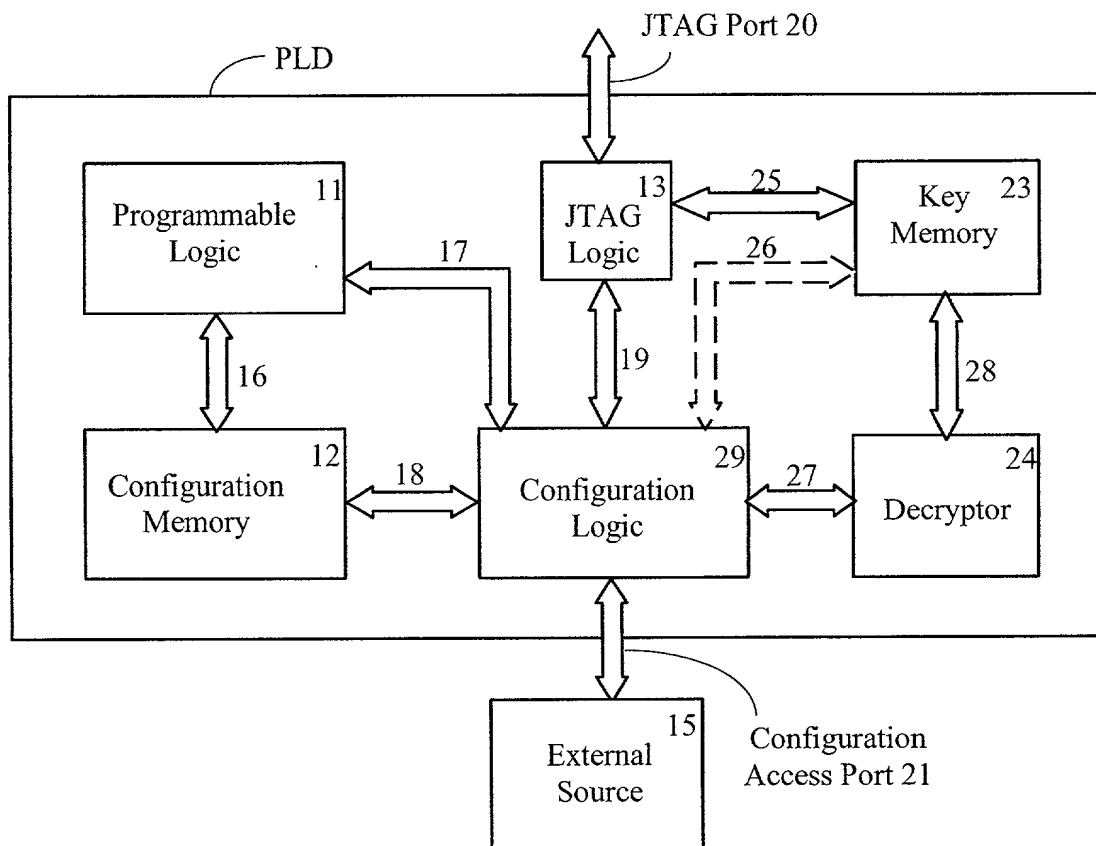 JTAG Port 20
PLD
11
Programmable
Logic
13
JTAG
Logic
25
23
Key
Memory
17
26
16
19
28
12
Configuration
Memory
18
29
Configuration
Logic
27
24
Decryptor
15
External
Source
Configuration
Access Port 21